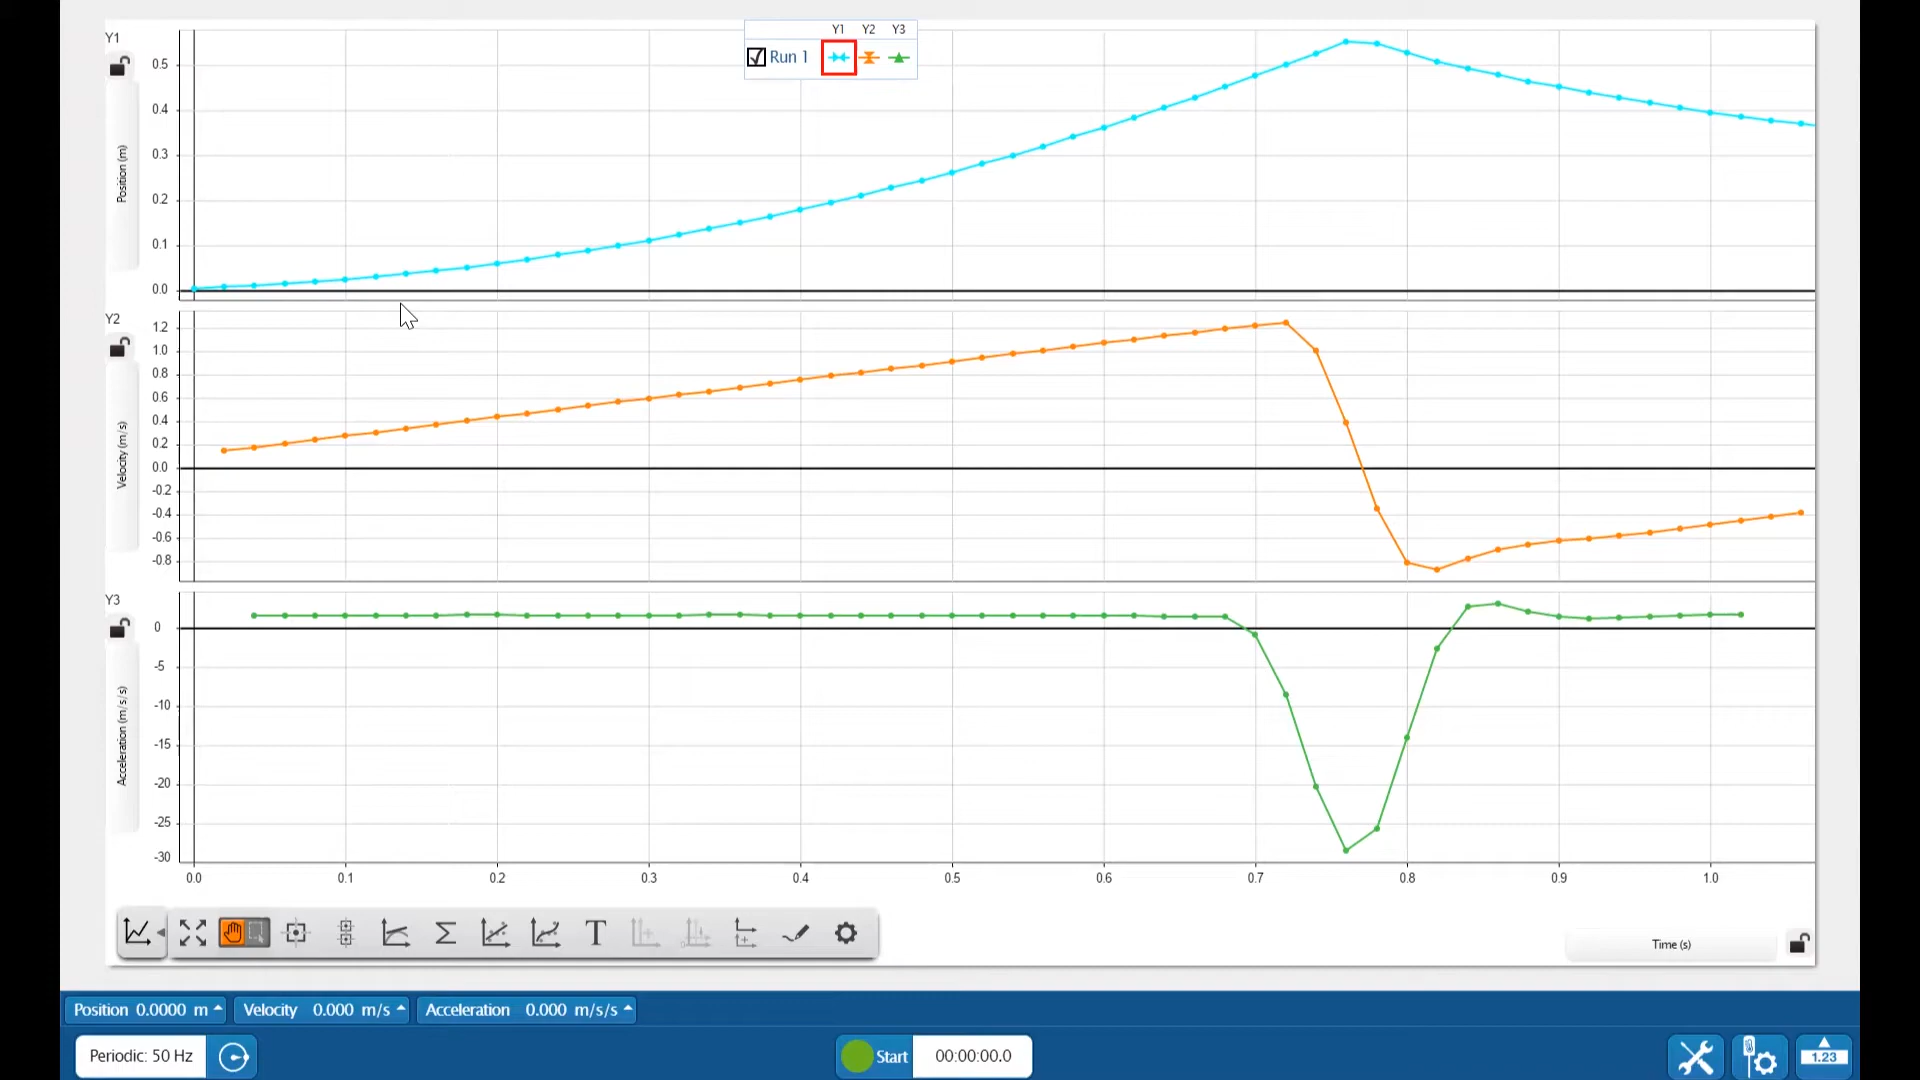 Y1 Y2 Y3
Run 1
Y1
Position (m)
0.5
0.4
0.3
0.2
0.1
0.0
Y2
Velocity (m/s)
1.2
1.0
0.8
0.6
0.4
0.2
0.0
-0.2
-0.4
-0.6
-0.8
Y3
Acceleration (m/s/s)
0
-5
-10
-15
-20
-25
-30
0.0 0.1 0.2 0.3 0.4 0.5 0.6 0.7 0.8 0.9 1.0
Σ T
Time (s)
Position 0.0000 m Velocity 0.000 m/s Acceleration 0.000 m/s/s
Periodic: 50 Hz Start 00:00:00.0 1.23